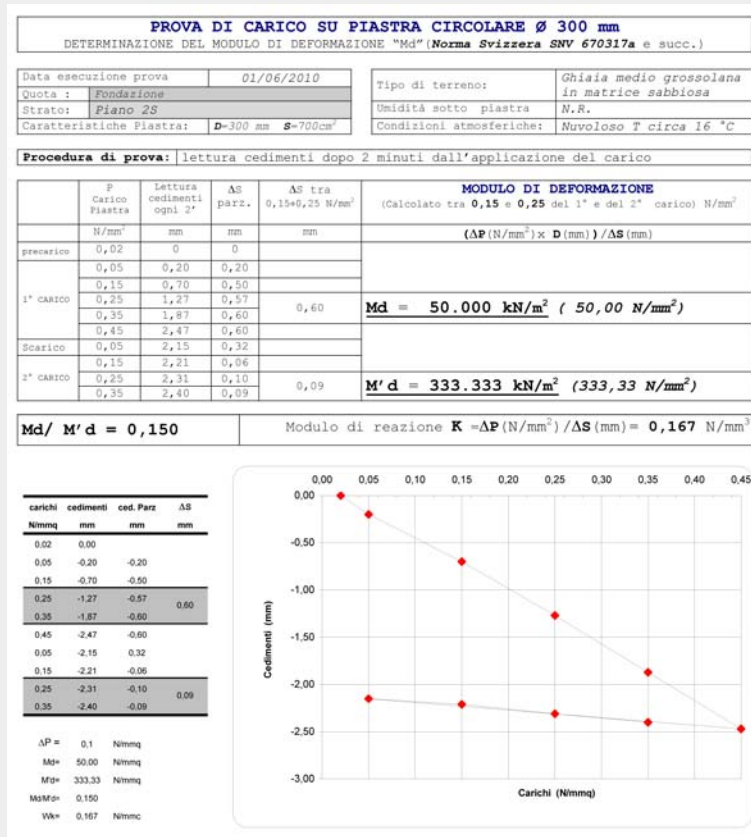 PROVA DI CARICO SU PIASTRA CIRCOLARE Ø 300 mm
DETERMINAZIONE DEL MODULO DI DEFORMAZIONE "Md" (Norma Svizzera SNV 670317a e succ.)
Data esecuzione prova 01/06/2010
Quota : Fondazione
Strato: Piano 2S
Caratteristiche Piastra: D=300 mm S=700cm²
Tipo di terreno: Ghiaia medio grossolana in matrice sabbiosa
Umidità sotto piastra N.R.
Condizioni atmosferiche: Nuvoloso T circa 16 °C
Procedura di prova: lettura cedimenti dopo 2 minuti dall'applicazione del carico
P Carico Piastra Lettura cedimenti ogni 2' ΔS parz. ΔS tra 0,15+0,25 N/mm² MODULO DI DEFORMAZIONE
(Calcolato tra 0,15 e 0,25 del 1° e del 2° carico) N/mm²
N/mm² mm mm mm (ΔP(N/mm²)x D(mm))/ΔS(mm)
precarico 0,02 0 0
1° CARICO 0,05 0,20 0,20
0,15 0,70 0,50
0,25 1,27 0,57
0,60 Md = 50.000 kN/m² ( 50,00 N/mm²)
0,35 1,87 0,60
0,45 2,47 0,60
Scarico 0,05 2,15 0,32
2° CARICO 0,15 2,21 0,06
0,25 2,31 0,10
0,09 M'd = 333.333 kN/m² (333,33 N/mm²)
0,35 2,40 0,09
Md/ M'd = 0,150 Modulo di reazione K =ΔP(N/mm²)/ΔS(mm)= 0,167 N/mm³
carichi cedimenti ced. Parz ΔS
N/mmq mm mm mm
0,02 0,00
0,05 -0,20 -0,20
0,15 -0,70 -0,50
0,25 -1,27 -0,57
0,60
0,35 -1,87 -0,60
0,45 -2,47 -0,60
0,05 -2,15 0,32
0,15 -2,21 -0,06
0,25 -2,31 -0,10
0,09
0,35 -2,40 -0,09
ΔP = 0,1 N/mmq
Md= 50,00 N/mmq
M'd= 333,33 N/mmq
Md/M'd= 0,150
Wk= 0,167 N/mmc
0,00 0,05 0,10 0,15 0,20 0,25 0,30 0,35 0,40 0,45
0,00
-0,50
-1,00
-1,50
-2,00
-2,50
-3,00
Cedimenti (mm)
Carichi (N/mmq)